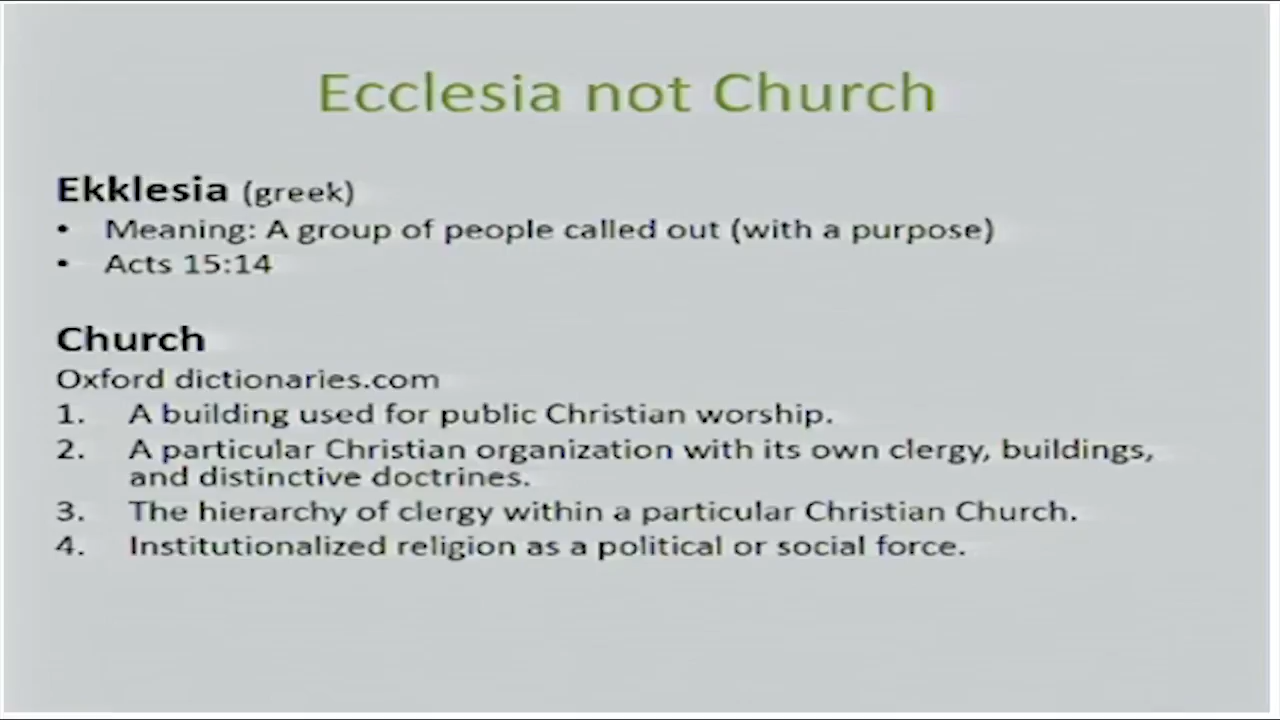 Ecclesia not Church
Ekklesia (greek)
• Meaning: A group of people called out (with a purpose)
• Acts 15:14
Church
Oxford dictionaries.com
1. A building used for public Christian worship.
2. A particular Christian organization with its own clergy, buildings,
and distinctive doctrines.
3. The hierarchy of clergy within a particular Christian Church.
4. Institutionalized religion as a political or social force.